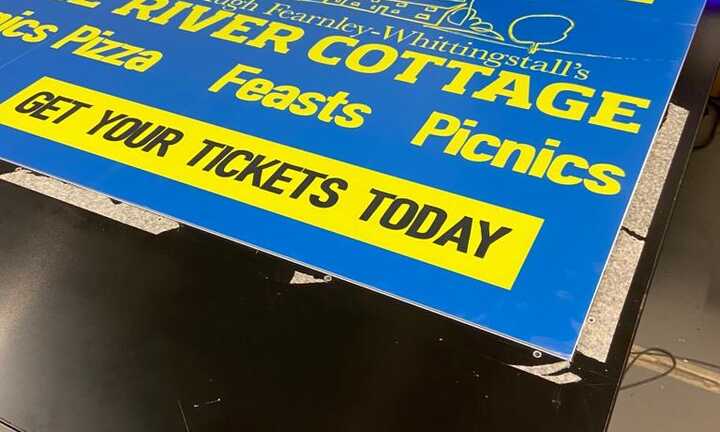 Fearnley-Whittingstall's
RIVER COTTAGE
Pizza Feasts Picnics
GET YOUR TICKETS TODAY